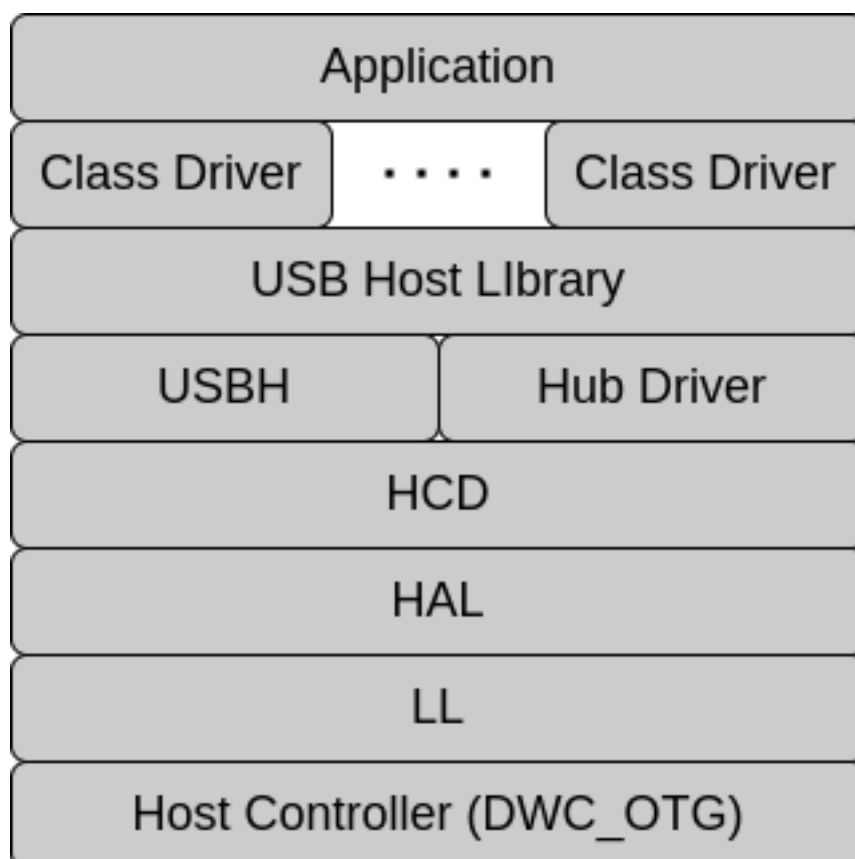 Application
Class Driver .... Class Driver
USB Host LIbrary
USBH Hub Driver
HCD
HAL
LL
Host Controller (DWC_OTG)